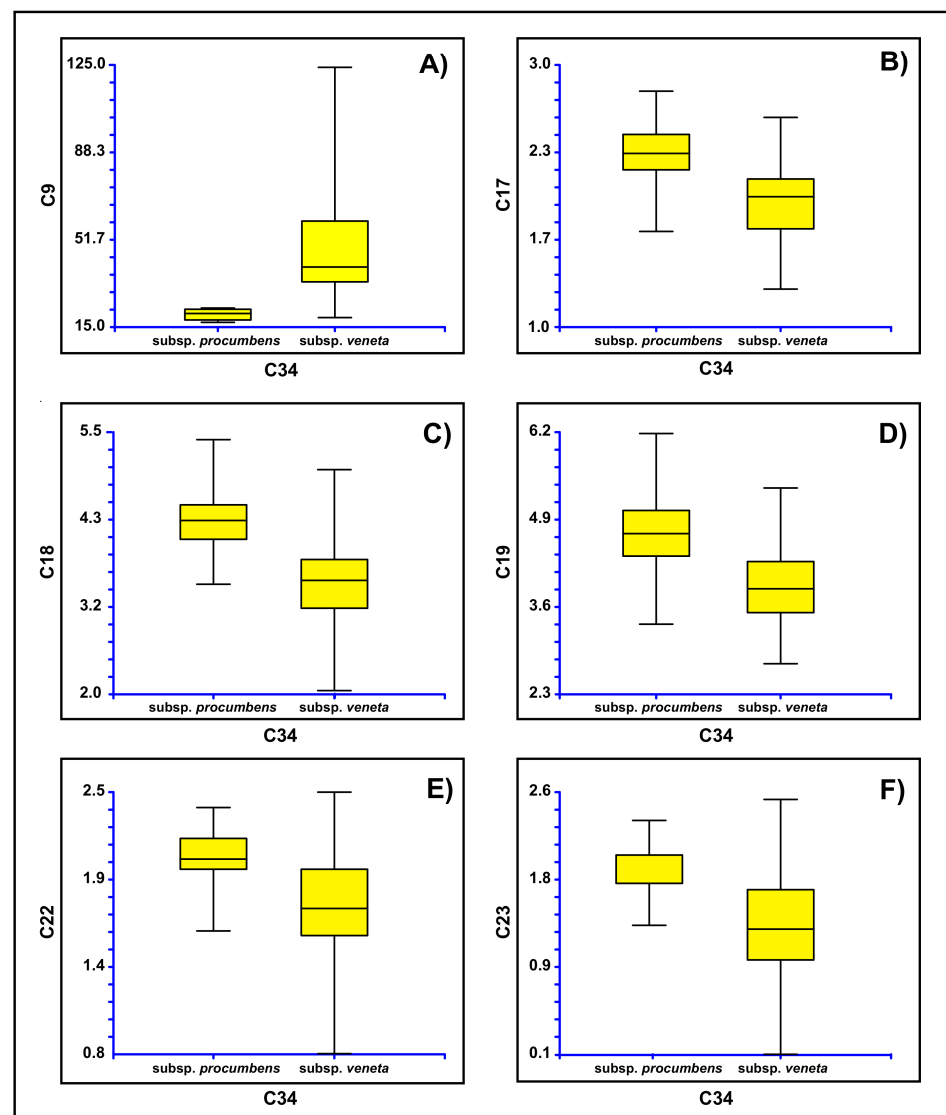 A)
125.0
88.3
51.7
15.0
C9
subsp. procumbens subsp. veneta
C34
B)
3.0
2.3
1.7
1.0
C17
subsp. procumbens subsp. veneta
C34
C)
5.5
4.3
3.2
2.0
C18
subsp. procumbens subsp. veneta
C34
D)
6.2
4.9
3.6
2.3
C19
subsp. procumbens subsp. veneta
C34
E)
2.5
1.9
1.4
0.8
C22
subsp. procumbens subsp. veneta
C34
F)
2.6
1.8
0.9
0.1
C23
subsp. procumbens subsp. veneta
C34